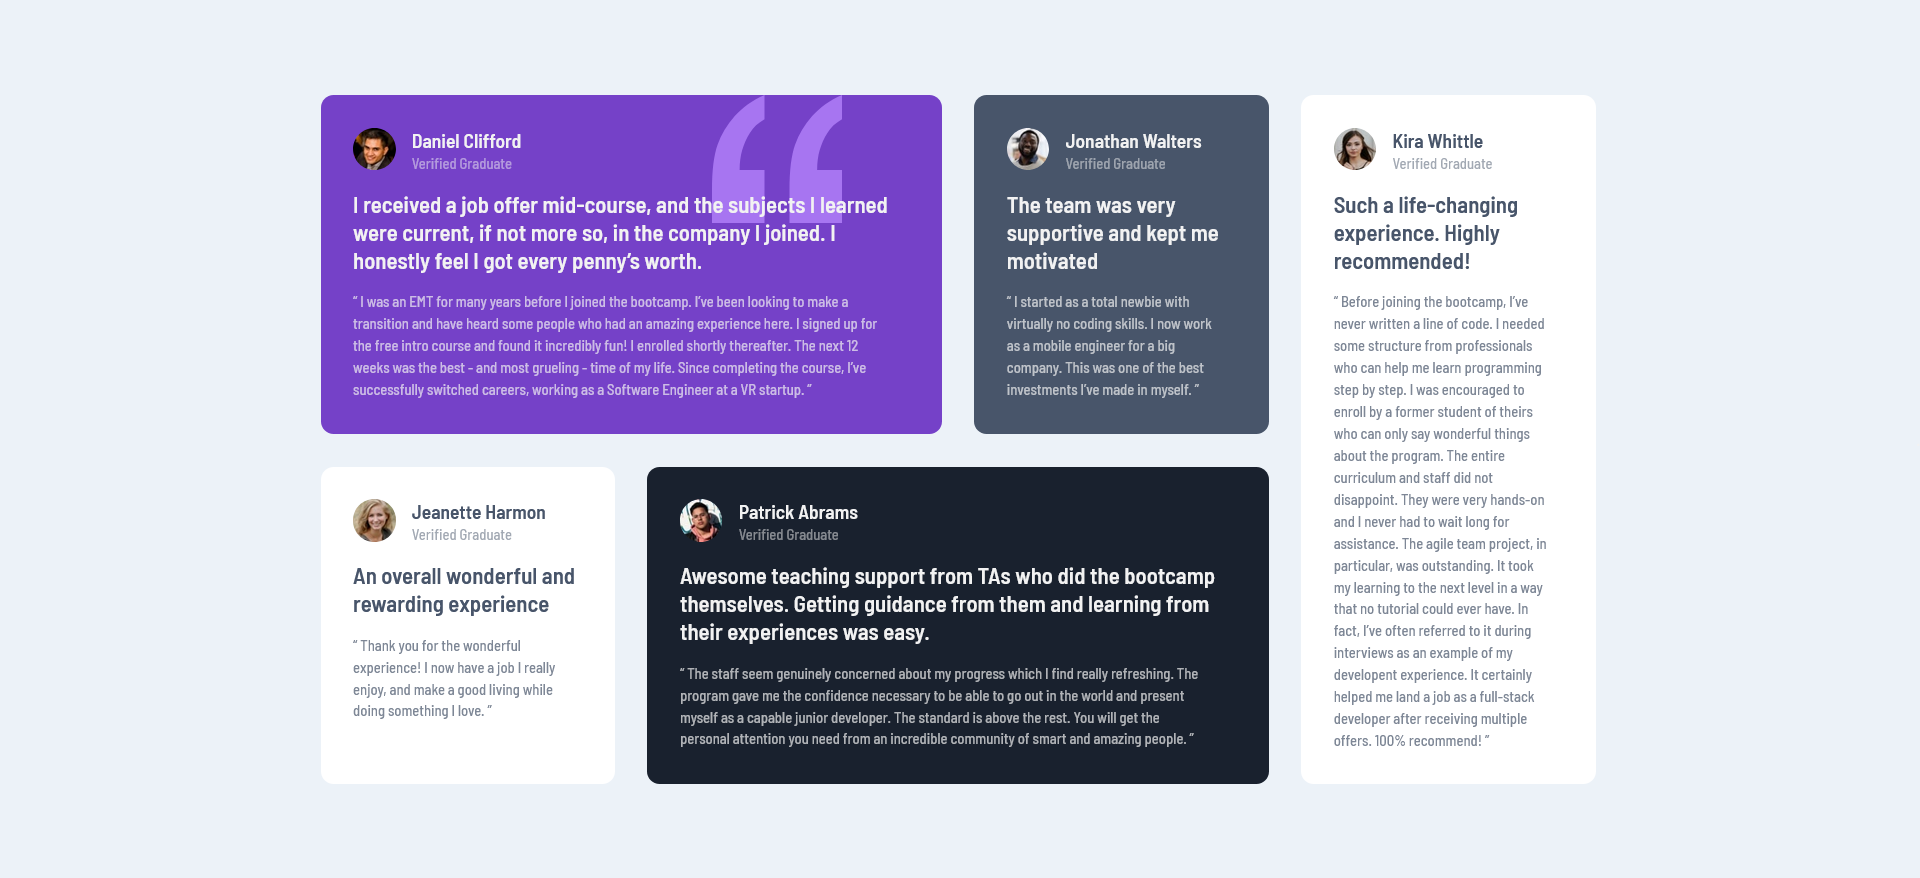 Daniel Clifford
Verified Graduate
I received a job offer mid-course, and the subjects I learned
were current, if not more so, in the company I joined. I
honestly feel I got every penny’s worth.
“ I was an EMT for many years before I joined the bootcamp. I’ve been looking to make a
transition and have heard some people who had an amazing experience here. I signed up for
the free intro course and found it incredibly fun! I enrolled shortly thereafter. The next 12
weeks was the best - and most grueling - time of my life. Since completing the course, I’ve
successfully switched careers, working as a Software Engineer at a VR startup. ”
Jonathan Walters
Verified Graduate
The team was very
supportive and kept me
motivated
“ I started as a total newbie with
virtually no coding skills. I now work
as a mobile engineer for a big
company. This was one of the best
investments I’ve made in myself. ”
Kira Whittle
Verified Graduate
Such a life-changing
experience. Highly
recommended!
“ Before joining the bootcamp, I’ve
never written a line of code. I needed
some structure from professionals
who can help me learn programming
step by step. I was encouraged to
enroll by a former student of theirs
who can only say wonderful things
about the program. The entire
curriculum and staff did not
disappoint. They were very hands-on
and I never had to wait long for
assistance. The agile team project, in
particular, was outstanding. It took
my learning to the next level in a way
that no tutorial could ever have. In
fact, I’ve often referred to it during
interviews as an example of my
developent experience. It certainly
helped me land a job as a full-stack
developer after receiving multiple
offers. 100% recommend! ”
Jeanette Harmon
Verified Graduate
An overall wonderful and
rewarding experience
“ Thank you for the wonderful
experience! I now have a job I really
enjoy, and make a good living while
doing something I love. ”
Patrick Abrams
Verified Graduate
Awesome teaching support from TAs who did the bootcamp
themselves. Getting guidance from them and learning from
their experiences was easy.
“ The staff seem genuinely concerned about my progress which I find really refreshing. The
program gave me the confidence necessary to be able to go out in the world and present
myself as a capable junior developer. The standard is above the rest. You will get the
personal attention you need from an incredible community of smart and amazing people. ”